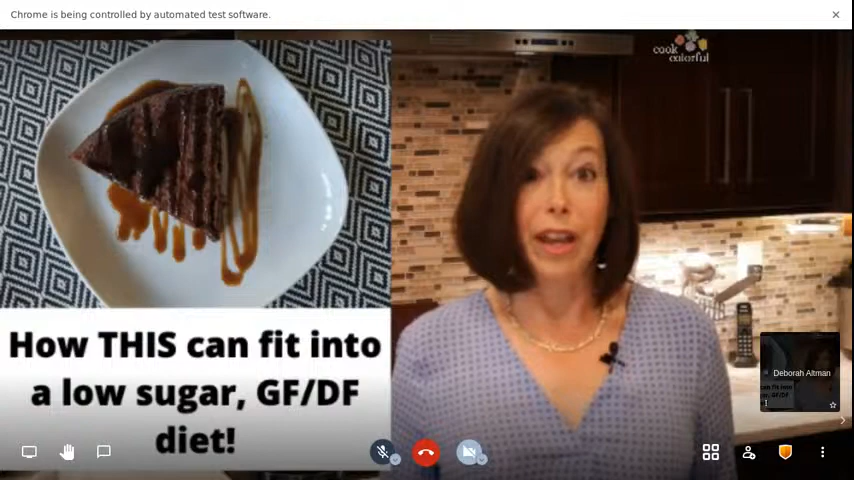 Chrome is being controlled by automated test software.
cook
colorful
How THIS can fit into
a low sugar, GF/DF
diet!
Deborah Altman